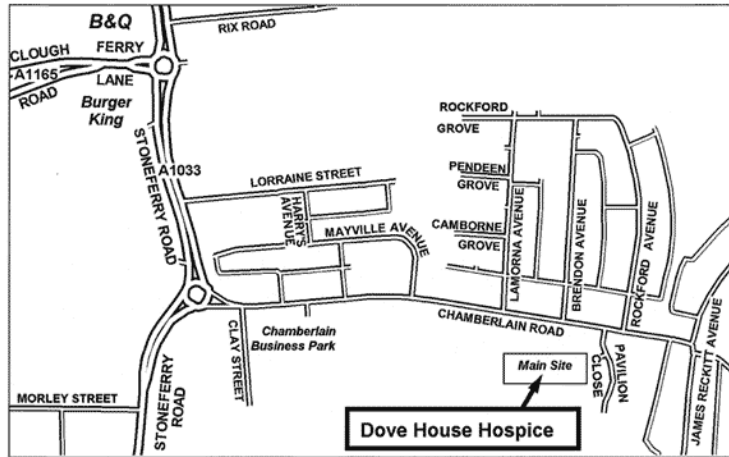 B&Q
RIX ROAD
CLOUGH
FERRY
A1165
LANE
ROAD
Burger
King
STONEFERRY ROAD
A1033
LORRAINE STREET
HARRY'S
AVENUE
MAYVILLE AVENUE
ROCKFORD
GROVE
PENDEEN
GROVE
CAMBORNE
GROVE
LAMORNA AVENUE
BRENDON AVENUE
ROCKFORD AVENUE
JAMES RECKITT AVENUE
CHAMBERLAIN ROAD
Chamberlain
Business Park
CLAY STREET
STONEFERRY
ROAD
MORLEY STREET
PAVILION
CLOSE
Main Site
Dove House Hospice